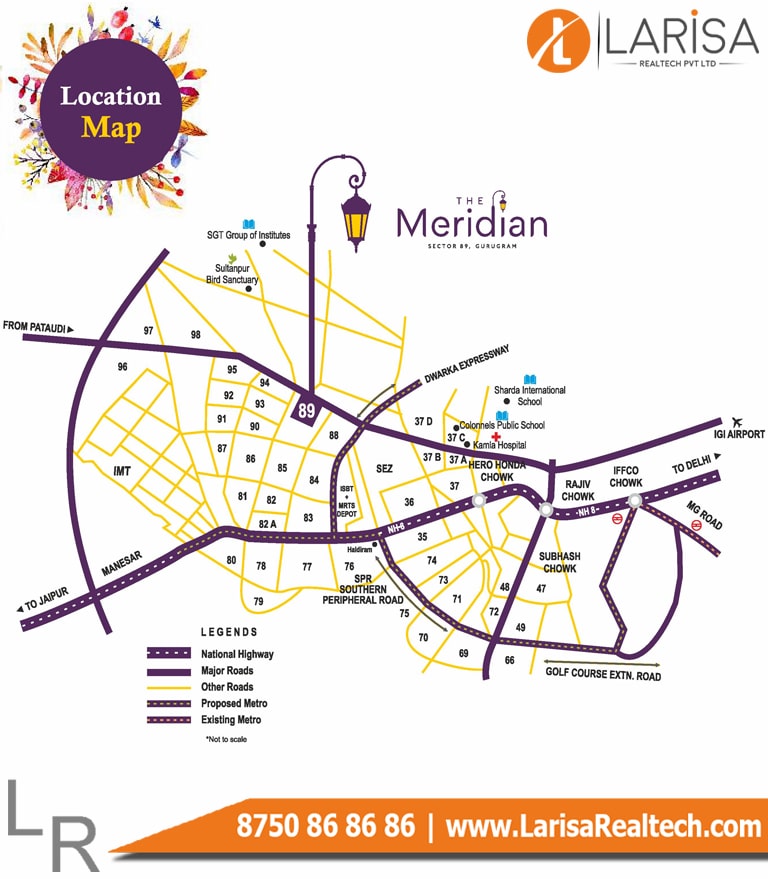 Location
Map
LARiSA
REALTECH PVT LTD
THE
Meridian
SECTOR 89, GURUGRAM
SGT Group of Institutes
Sultanpur
Bird Sanctuary
FROM PATAUDI
97
98
96
95
94
92
93
91
90
89
87
86
85
88
84
81
82
82 A
83
IMT
DWARKA EXPRESSWAY
Sharda International
School
Colonnels Public School
Kamla Hospital
37 D
37 C
37 B
37 A
37
HERO HONDA
CHOWK
SEZ
36
ISBT
+
MRTS
DEPOT
IGI AIRPORT
TO DELHI
IFFCO
CHOWK
RAJIV
CHOWK
NH 8
MG ROAD
NH-8
Haldiram
35
SUBHASH
CHOWK
MANESAR
TO JAIPUR
80
78
77
76
79
SPR
SOUTHERN
PERIPHERAL ROAD
75
74
73
71
72
48
47
49
70
69
66
GOLF COURSE EXTN. ROAD
LEGENDS
National Highway
Major Roads
Other Roads
Proposed Metro
Existing Metro
*Not to scale
LR
8750 86 86 86 | www.LarisaRealtech.com